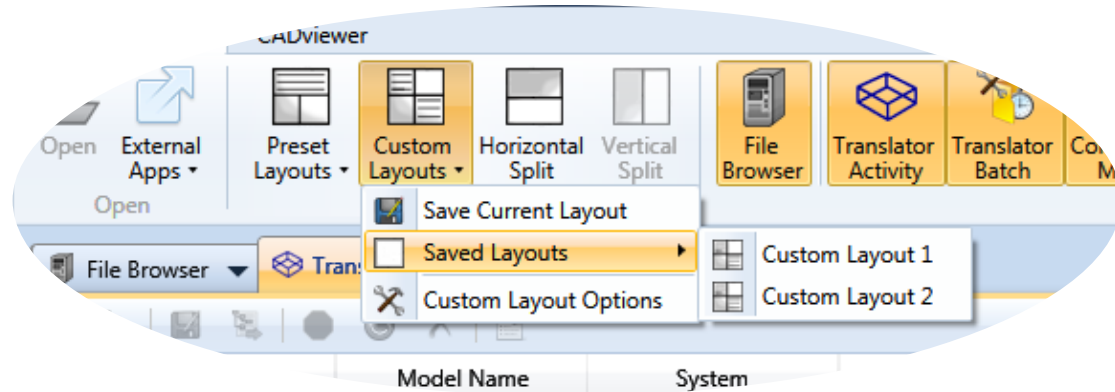 CADviewer
Open
External
Apps
Preset
Layouts
Custom
Layouts
Horizontal
Split
Vertical
Split
File
Browser
Translator
Activity
Translator
Batch
Open
Save Current Layout
Saved Layouts
Custom Layout Options
Custom Layout 1
Custom Layout 2
File Browser
Trans
Model Name
System